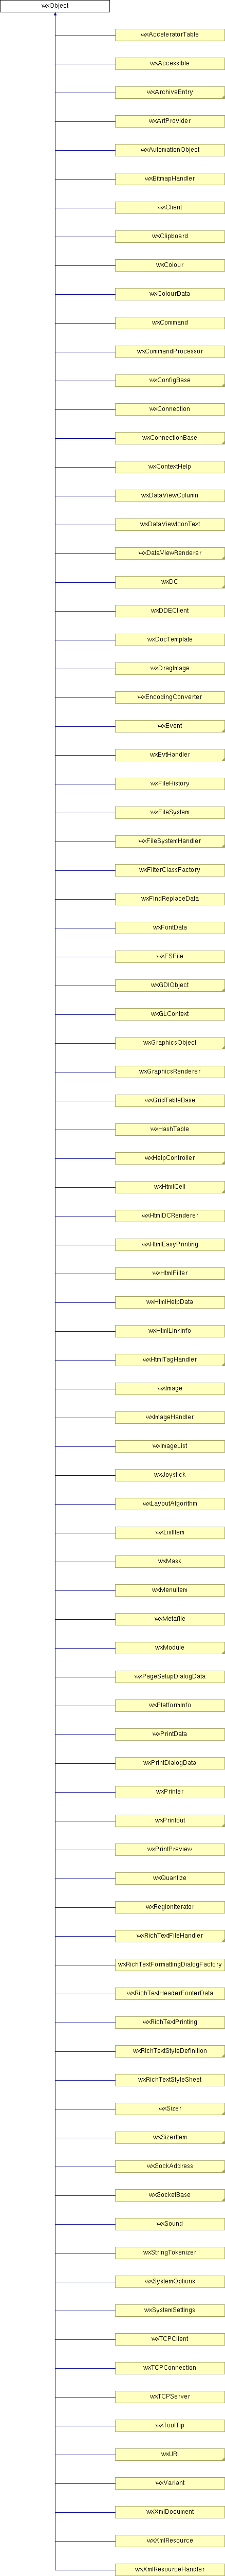 wxObject
wxAcceleratorTable
wxAccessible
wxArchiveEntry
wxArtProvider
wxAutomationObject
wxBitmapHandler
wxClient
wxClipboard
wxColour
wxColourData
wxCommand
wxCommandProcessor
wxConfigBase
wxConnection
wxConnectionBase
wxContextHelp
wxDataViewColumn
wxDataViewIconText
wxDataViewRenderer
wxDC
wxDDEClient
wxDocTemplate
wxDragImage
wxEncodingConverter
wxEvent
wxEvtHandler
wxFileHistory
wxFileSystem
wxFileSystemHandler
wxFilterClassFactory
wxFindReplaceData
wxFontData
wxFSFile
wxGDIObject
wxGLContext
wxGraphicsObject
wxGraphicsRenderer
wxGridTableBase
wxHashTable
wxHelpController
wxHtmlCell
wxHtmlDCRenderer
wxHtmlEasyPrinting
wxHtmlFilter
wxHtmlHelpData
wxHtmlLinkInfo
wxHtmlTagHandler
wxImage
wxImageHandler
wxImageList
wxJoystick
wxLayoutAlgorithm
wxListItem
wxMask
wxMenuItem
wxMetafile
wxModule
wxPageSetupDialogData
wxPlatformInfo
wxPrintData
wxPrintDialogData
wxPrinter
wxPrintout
wxPrintPreview
wxQuantize
wxRegionIterator
wxRichTextFileHandler
wxRichTextFormattingDialogFactory
wxRichTextHeaderFooterData
wxRichTextPrinting
wxRichTextStyleDefinition
wxRichTextStyleSheet
wxSizer
wxSizerItem
wxSockAddress
wxSocketBase
wxSound
wxStringTokenizer
wxSystemOptions
wxSystemSettings
wxTCPClient
wxTCPConnection
wxTCPServer
wxToolTip
wxURI
wxVariant
wxXmlDocument
wxXmlResource
wxXmlResourceHandler